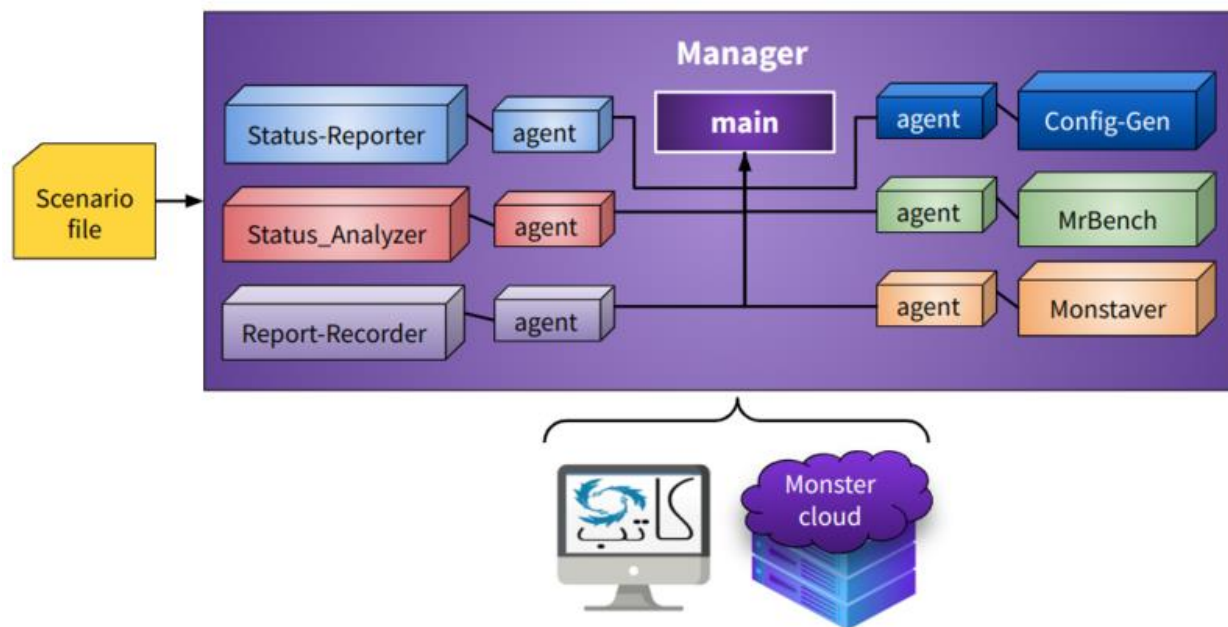 Manager
main
Scenario
file
Status-Reporter
agent
Status_Analyzer
agent
Report-Recorder
agent
agent
Config-Gen
agent
MrBench
agent
Monstaver
کاتب
Monster
cloud